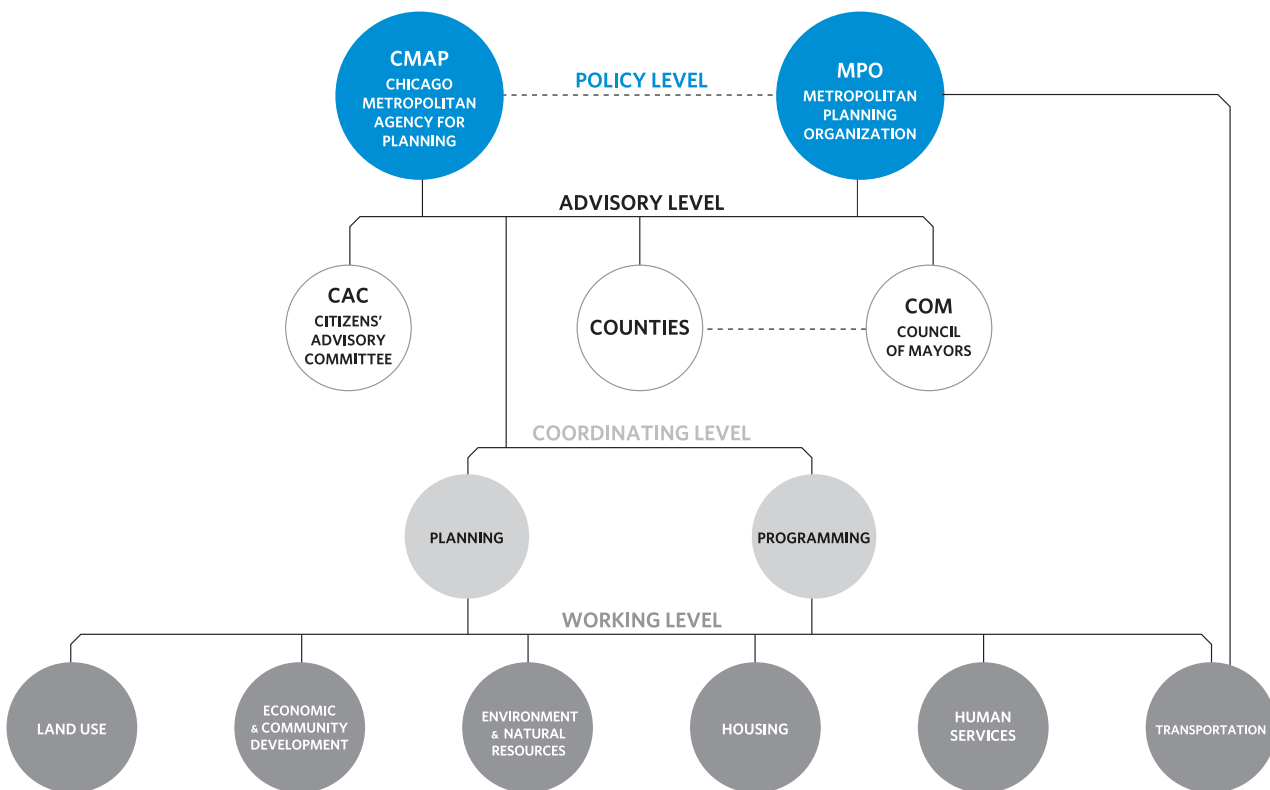 CMAP
CHICAGO
METROPOLITAN
AGENCY FOR
PLANNING
POLICY LEVEL
MPO
METROPOLITAN
PLANNING
ORGANIZATION
ADVISORY LEVEL
CAC
CITIZENS'
ADVISORY
COMMITTEE
COUNTIES
COM
COUNCIL
OF MAYORS
COORDINATING LEVEL
PLANNING
PROGRAMMING
WORKING LEVEL
LAND USE
ECONOMIC
& COMMUNITY
DEVELOPMENT
ENVIRONMENT
& NATURAL
RESOURCES
HOUSING
HUMAN
SERVICES
TRANSPORTATION